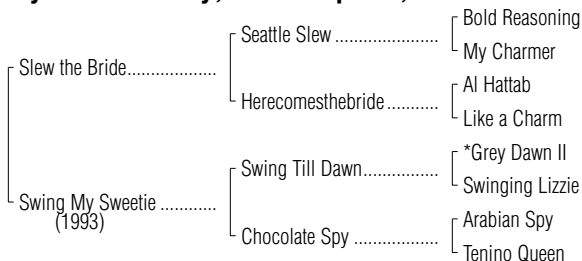 Bold Reasoning
Seattle Slew ......................
My Charmer
Slew the Bride...................
Al Hattab
Herecomesthebride ...........
Like a Charm
*Grey Dawn II
Swing Till Dawn................
Swinging Lizzie
Swing My Sweetie ............
(1993)
Arabian Spy
Chocolate Spy ..................
Tenino Queen